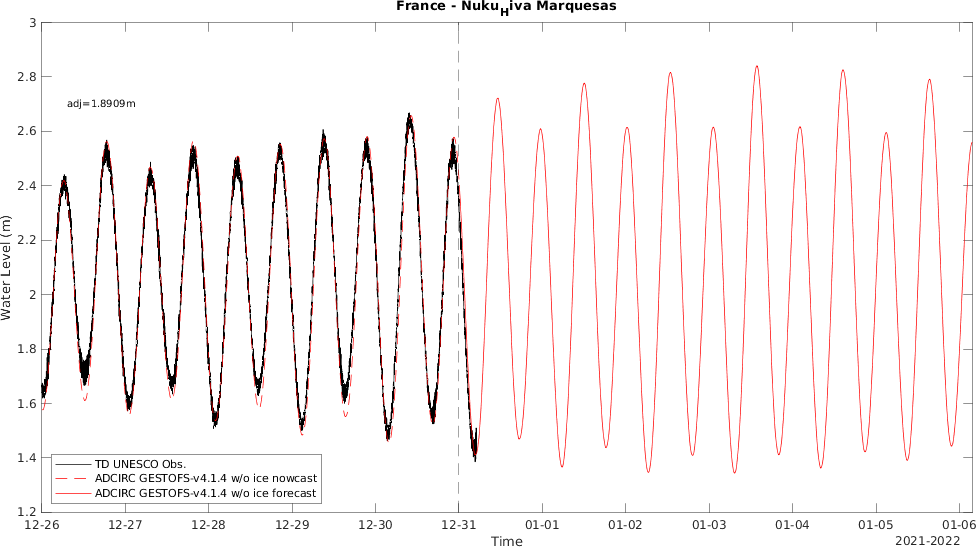 France - Nuku Hiva Marquesas
3
2.8
2.6
2.4
2.2
2
1.8
1.6
1.4
1.2
Water Level (m)
adj=1.8909m
TD UNESCO Obs.
ADCIRC GESTOFS-v4.1.4 w/o ice nowcast
ADCIRC GESTOFS-v4.1.4 w/o ice forecast
12-26 12-27 12-28 12-29 12-30 12-31 01-01 01-02 01-03 01-04 01-05 01-06
Time
2021-2022